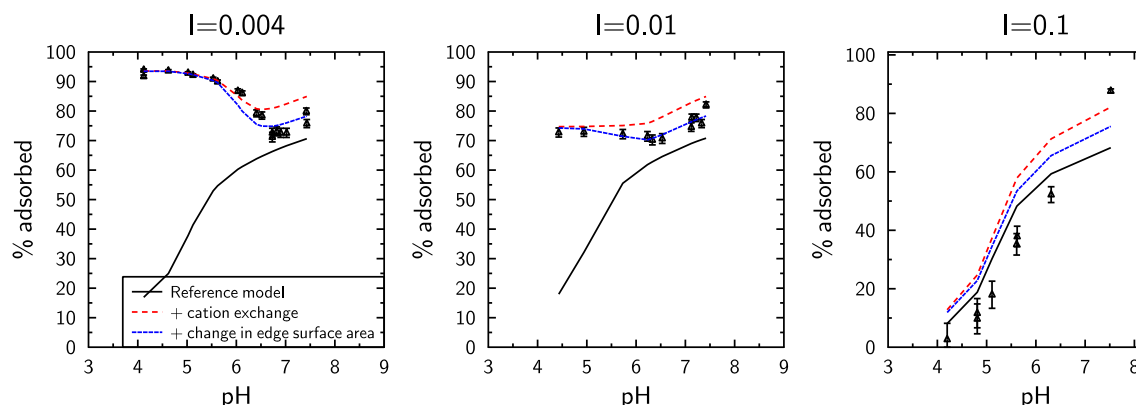 I=0.004
I=0.01
I=0.1
100
90
80
70
60
50
40
30
20
10
0
% adsorbed
Reference model
+ cation exchange
+ change in edge surface area
3 4 5 6 7 8 9
pH
100
90
80
70
60
50
40
30
20
10
0
% adsorbed
3 4 5 6 7 8 9
pH
100
80
60
40
20
0
% adsorbed
3 4 5 6 7 8
pH